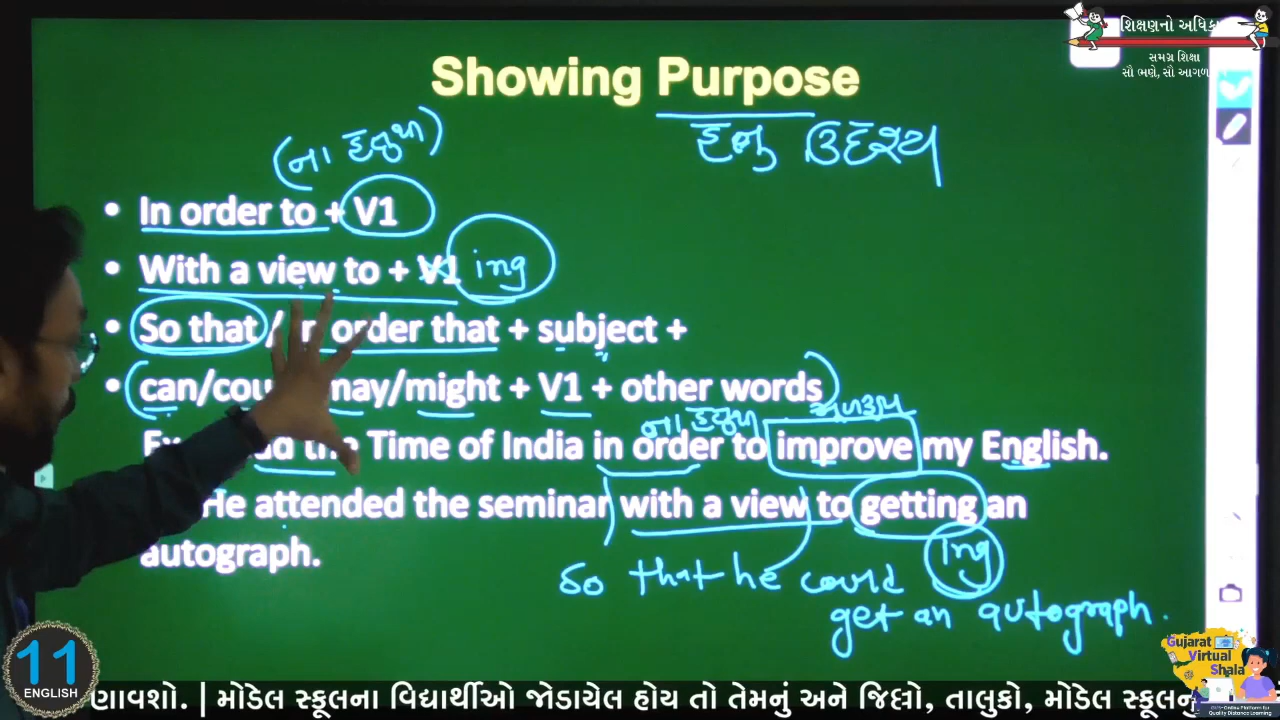 શિક્ષણનો અધિકા
સમગ્ર શિક્ષા
સૌ ભણે, સૌ આગળ
Showing Purpose
હેતુ ઉદ્દેશ્ય
(ના હેતુથી)
• In order to + V1
• With a view to + V1 ing
• So that / order that + subject +
• can/cou may/might + V1 + other words
ના હેતુથી
Time of India in order to improve my English.
He attended the seminar with a view to getting an
autograph.
ing
So that he could
get an autograph.
11
ENGLISH
Gujarat
Virtual
Shala
ણાવશો. | મોડેલ સ્કૂલના વિદ્યાર્થીઓ જોડાયેલ હોય તો તેમનું અને જિલ્લો, તાલુકો, મોડેલ સ્કૂલનુ